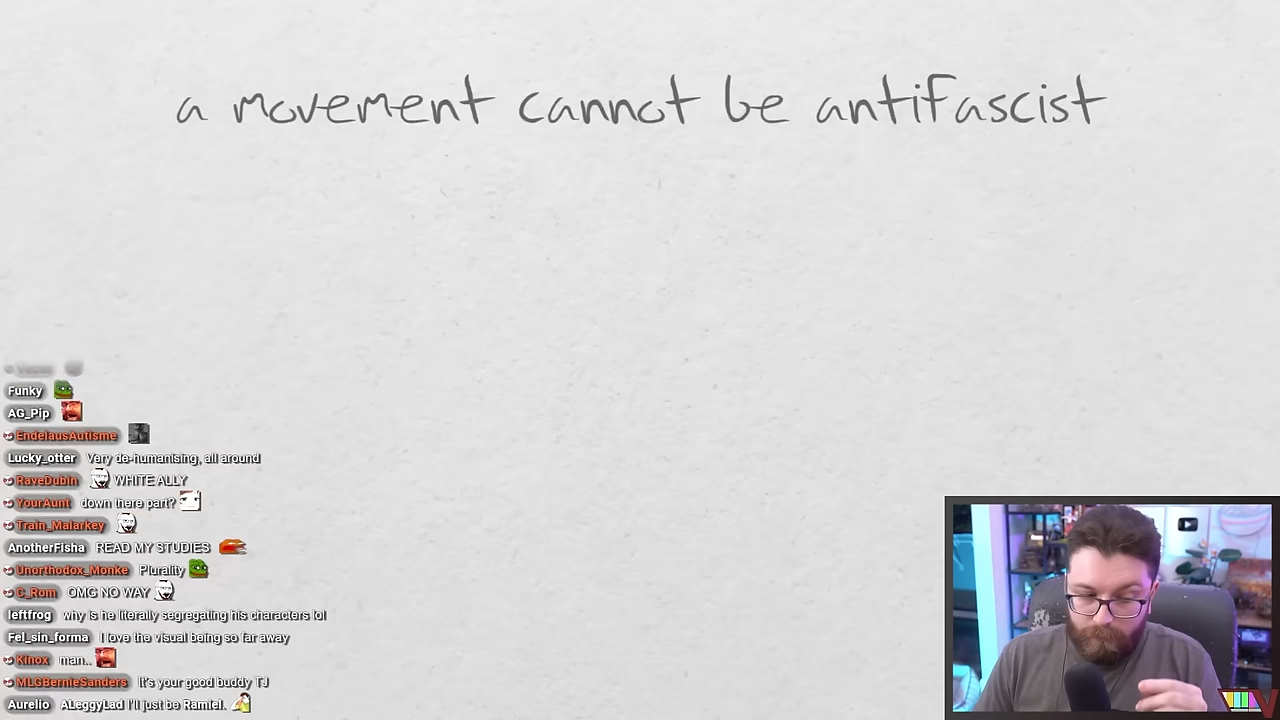 a movement cannot be antifascist
Funky
AG_Pip
EndelausAutisme
Lucky_otter Very de-humanising, all around
RaveDubin WHITE ALLY
YourAunt down there part?
Train_Malarkey
AnotherFisha READ MY STUDIES
Unorthodox_Monke Plurality
C_Rom OMG NO WAY
leftfrog why is he literally segregating his characters lol
Fel_sin_forma I love the visual being so far away
Kinox man..
MLGBernieSanders It's your good buddy TJ
Aurelio ALeggyLad I'll just be Ramiel.